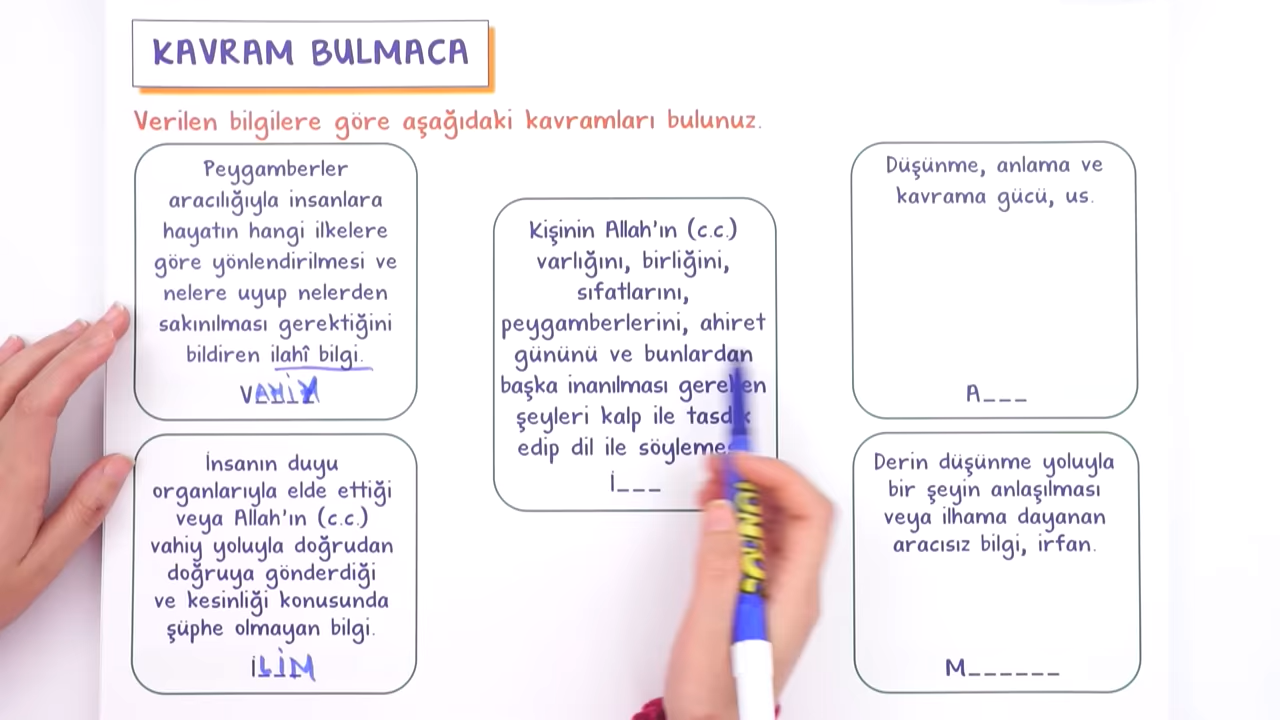 KAVRAM BULMACA
Verilen bilgilere göre aşağıdaki kavramları bulunuz.
Peygamberler
aracılığıyla insanlara
hayatın hangi ilkelere
göre yönlendirilmesi ve
nelere uyup nelerden
sakınılması gerektiğini
bildiren ilahî bilgi.
VAHİY
İnsanın duyu
organlarıyla elde ettiği
veya Allah'ın (c.c.)
vahiy yoluyla doğrudan
doğruya gönderdiği
ve kesinliği konusunda
şüphe olmayan bilgi.
İLİM
Kişinin Allah'ın (c.c.)
varlığını, birliğini,
sıfatlarını,
peygamberlerini, ahiret
gününü ve bunlardan
başka inanılması gereken
şeyleri kalp ile tasdik
edip dil ile söyleme
İ___
Düşünme, anlama ve
kavrama gücü, us.
A___
Derin düşünme yoluyla
bir şeyin anlaşılması
veya ilhama dayanan
aracısız bilgi, irfan.
M______